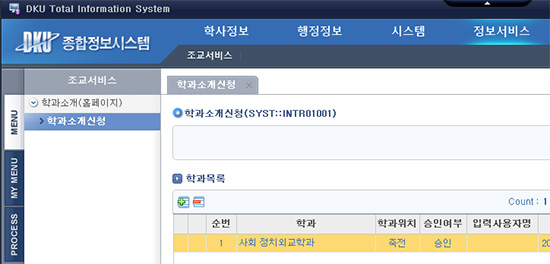 DKU Total Information System
DKU 종합정보시스템
학사정보 행정정보 시스템 정보서비스
조교서비스
조교서비스
학과소개신청
MENU
MY MENU
PROCESS
학과소개(홈페이지)
학과소개신청
학과소개신청(SYST::INTR01001)
학과목록
Count : 1
순번 학과 학과위치 승인여부 입력사용자명
1 사회 정치외교학과 죽전 승인 20